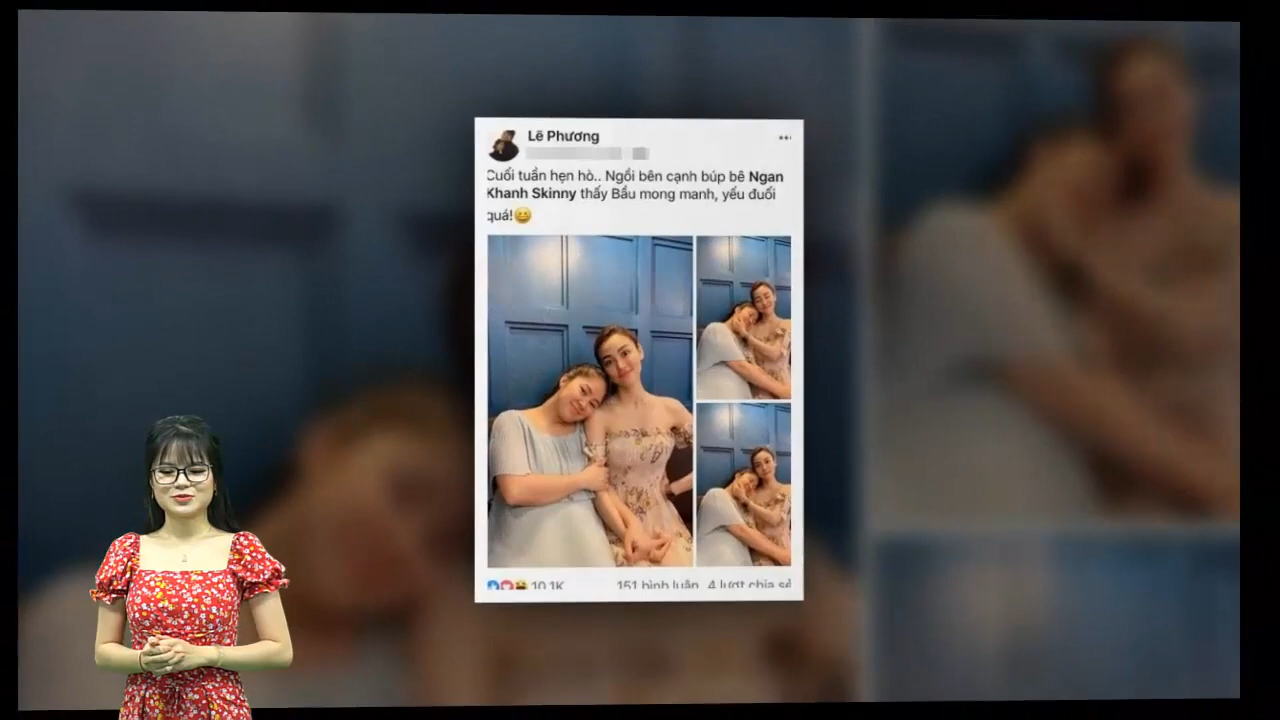 Lê Phương
Cuối tuần hẹn hò.. Ngồi bên cạnh búp bê Ngan
Khanh Skinny thấy Bầu mong manh, yếu đuối
quá!😄
10.1K 151 bình luận 4 lượt chia sẻ